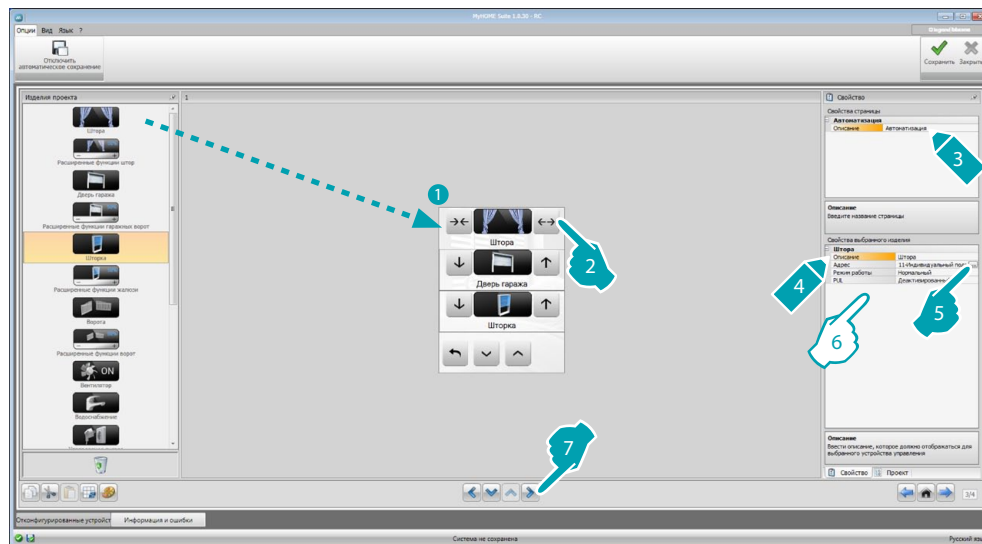 MyHOME Suite 1.0.30 - RC
Опции Вид Язык ?
Отключить
автоматическое сохранение
Сохранить Закрыть
Изделия проекта
1
Свойство
Штора
Расширенные функции штор
Дверь гаража
Расширенные функции гаражных ворот
Шторка
Расширенные функции жалюзи
Ворота
Расширенные функции ворот
ON
Вентилятор
Водоснабжение
1
Штора
2
Дверь гаража
Шторка
7
Свойства страницы
Автоматизация
Описание Автоматизация
3
Описание
Введите название страницы
Свойства выбранного изделия
Штора
Описание Штора
Адрес 11-Индивидуальный
Режим работы Нормальный
PUL
4
5
6
Описание
Ввести описание, которое должно отображаться для
выбранного устройства управления
Свойство Проект
3/4
Отконфигурированные устройст Информация и ошибки
Система не сохранена
Русский